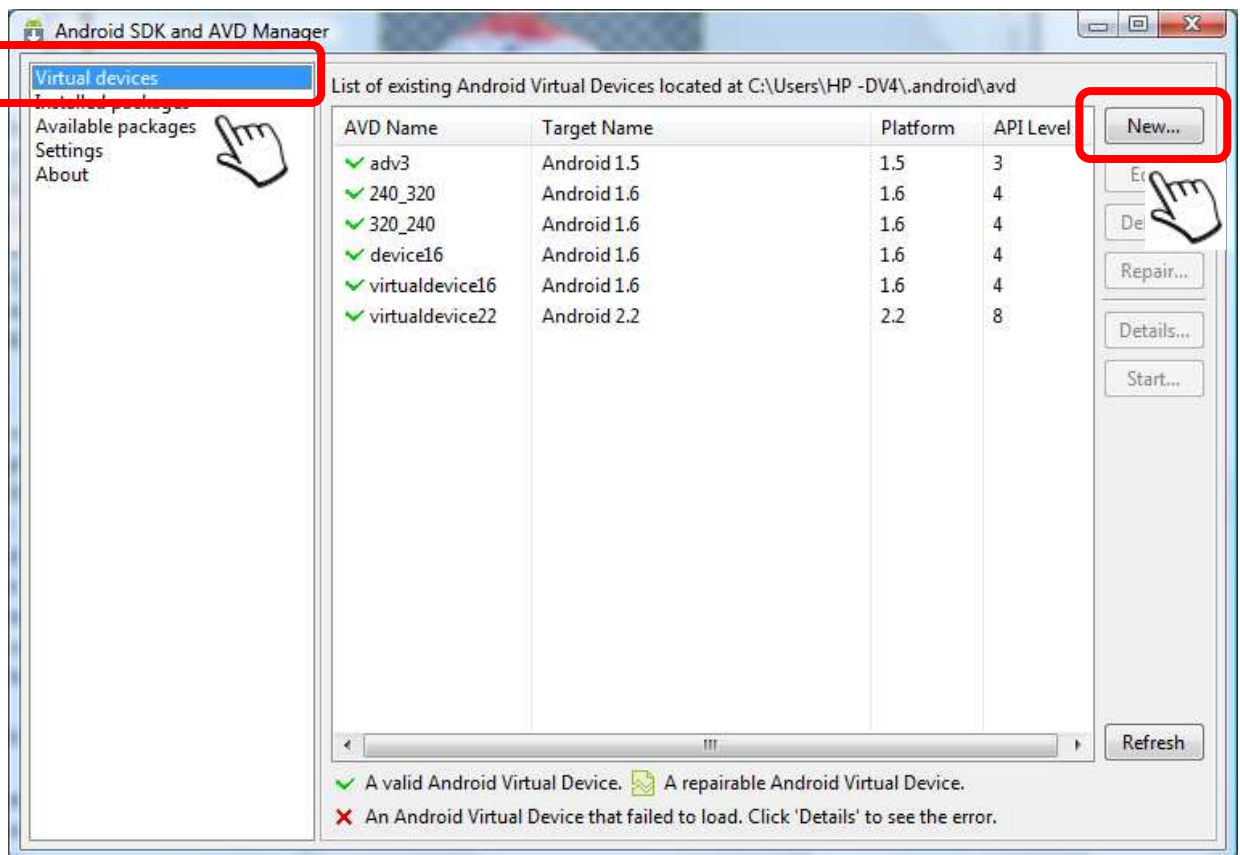 Android SDK and AVD Manager
Virtual devices
Installed packages
Available packages
Settings
About
List of existing Android Virtual Devices located at C:\Users\HP -DV4\.android\avd
AVD Name Target Name Platform API Level
adv3 Android 1.5 1.5 3
240_320 Android 1.6 1.6 4
320_240 Android 1.6 1.6 4
device16 Android 1.6 1.6 4
virtualdevice16 Android 1.6 1.6 4
virtualdevice22 Android 2.2 2.2 8
New...
Repair...
Details...
Start...
Refresh
A valid Android Virtual Device. A repairable Android Virtual Device.
An Android Virtual Device that failed to load. Click 'Details' to see the error.